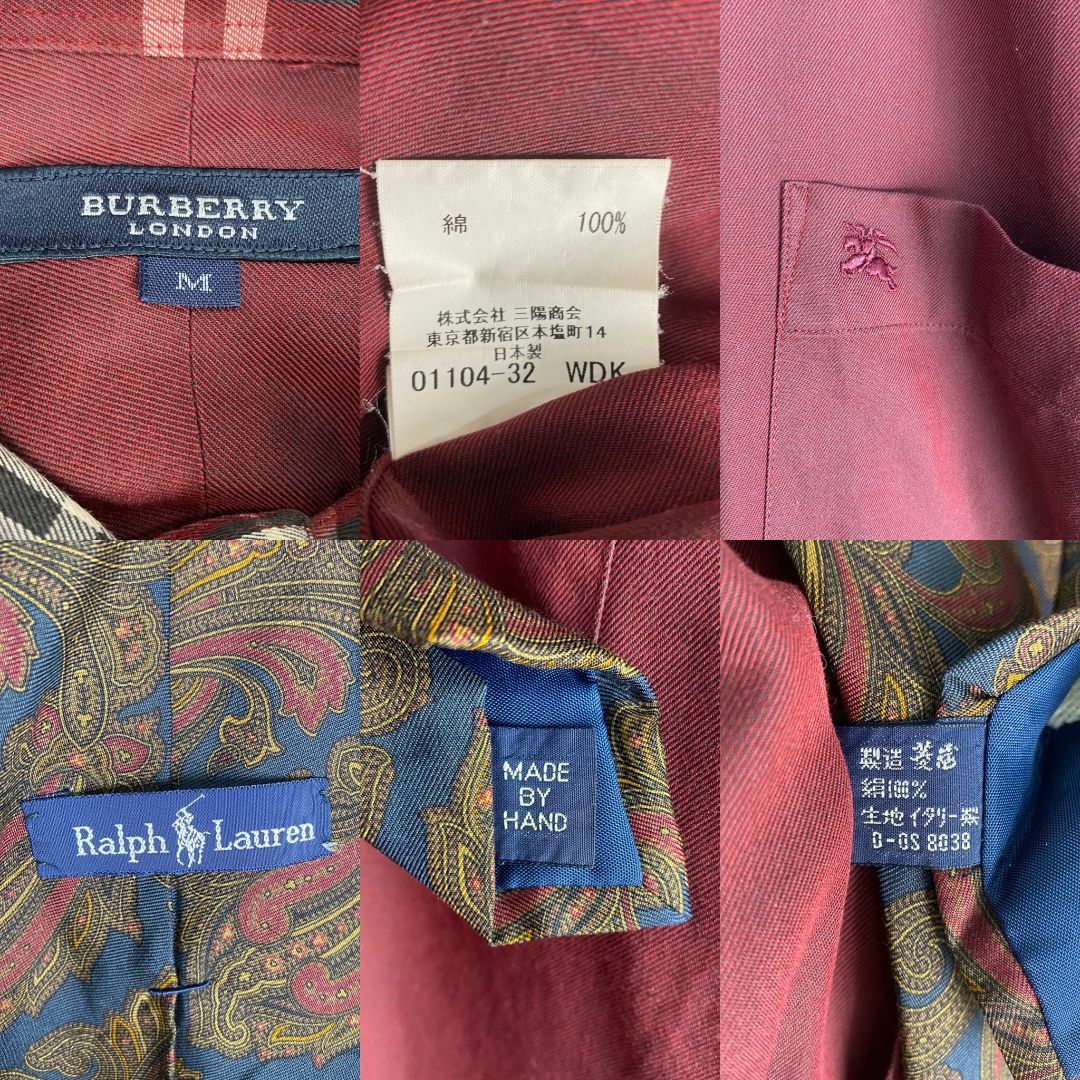 BURBERRY
LONDON
M
綿 100%
株式会社 三陽商会
東京都新宿区本塩町14
日本製
01104-32 WDK
Ralph Lauren
MADE
BY
HAND
製造
絹100%
生地イタリー製
D-OS 8038